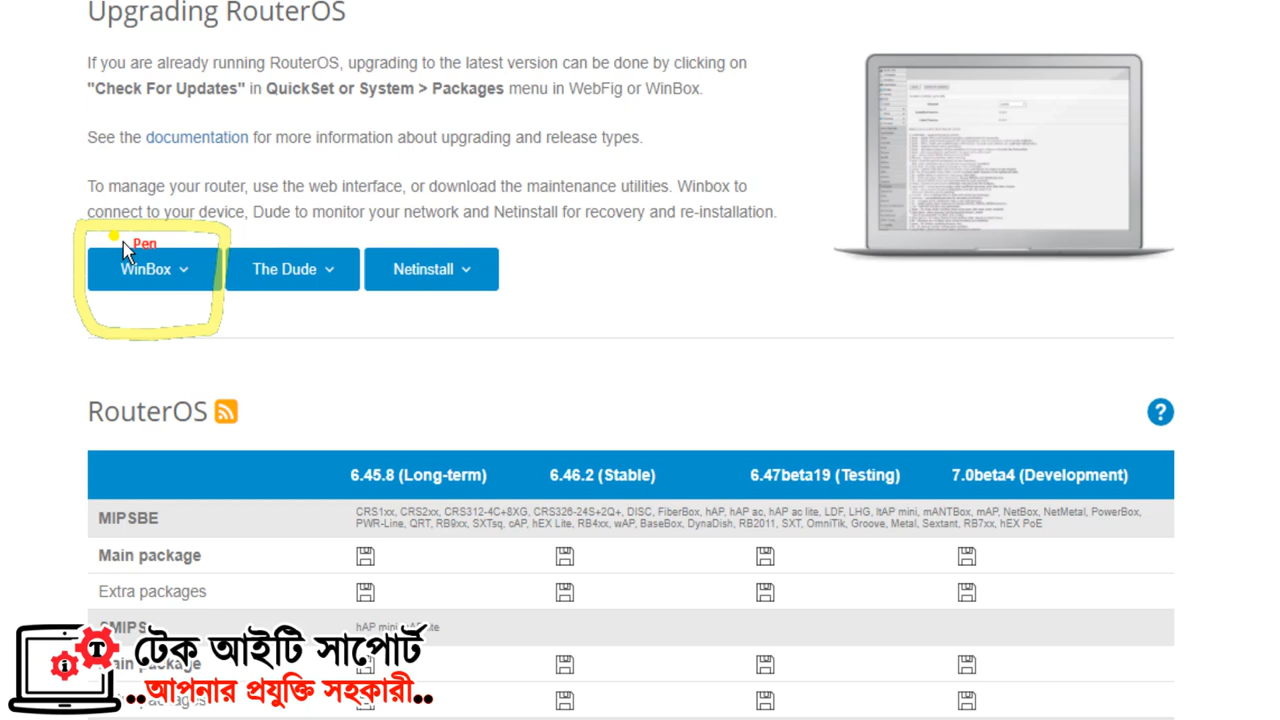 Upgrading RouterOS
If you are already running RouterOS, upgrading to the latest version can be done by clicking on
"Check For Updates" in QuickSet or System > Packages menu in WebFig or WinBox.
See the documentation for more information about upgrading and release types.
To manage your router, use the web interface, or download the maintenance utilities. Winbox to
connect to your device, Dude to monitor your network and Netinstall for recovery and re-installation.
Pen
WinBox The Dude Netinstall
RouterOS ?
6.45.8 (Long-term) 6.46.2 (Stable) 6.47beta19 (Testing) 7.0beta4 (Development)
MIPSBE CRS1xx, CRS2xx, CRS312-4C+8XG, CRS326-24S+2Q+, DISC, FiberBox, hAP, hAP ac, hAP ac lite, LDF, LHG, ltAP mini, mANTBox, mAP, NetBox, NetMetal, PowerBox,
PWR-Line, QRT, RB9xx, SXTsq, cAP, hEX Lite, RB4xx, wAP, BaseBox, DynaDish, RB2011, SXT, OmniTik, Groove, Metal, Sextant, RB7xx, hEX PoE
Main package
Extra packages
SMIPS hAP mini
package
i T টেক আইটি সাপোর্ট
..আপনার প্রযুক্তি সহকারী..